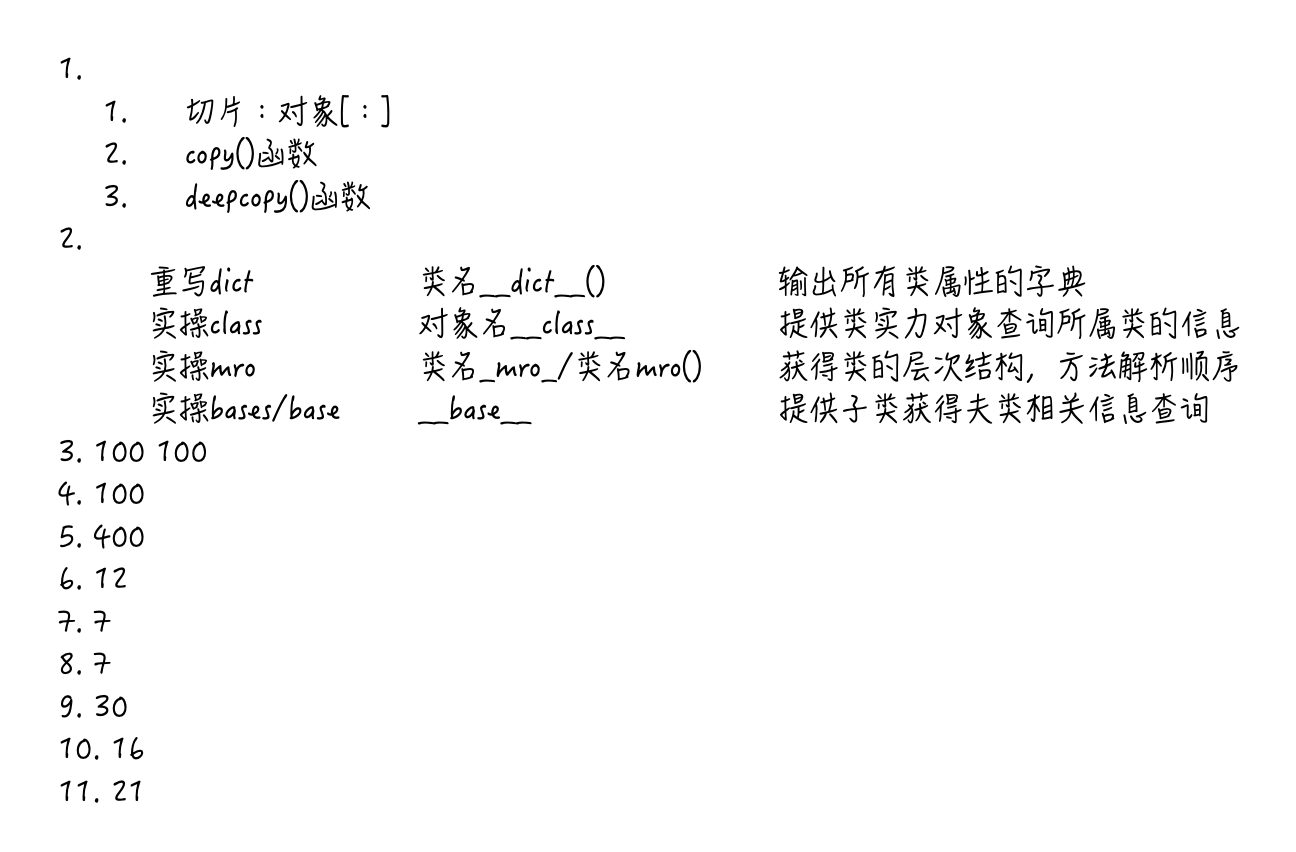 1.
1. 切片：对象[：]
2. copy()函数
3. deepcopy()函数
2.
重写dict 类名__dict__() 输出所有类属性的字典
实操class 对象名__class__ 提供类实力对象查询所属类的信息
实操mro 类名_mro_/类名mro() 获得类的层次结构，方法解析顺序
实操bases/base __base__ 提供子类获得夫类相关信息查询
3. 100 100
4. 100
5. 400
6. 12
7. 7
8. 7
9. 30
10. 16
11. 21